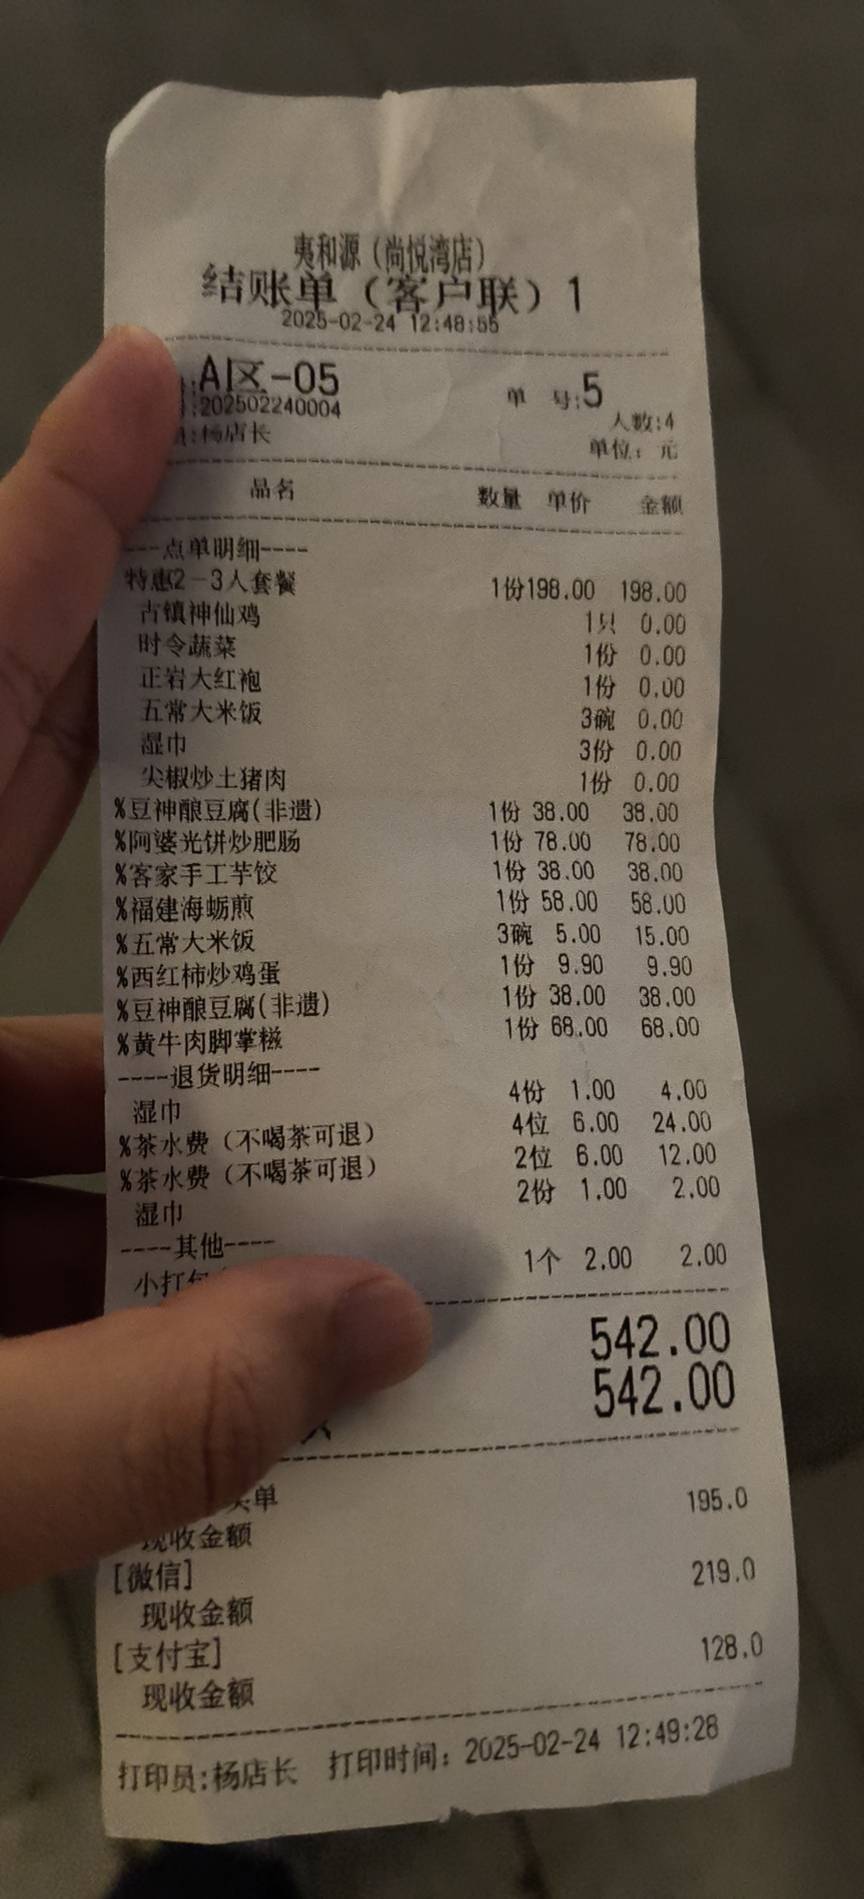 夷和源（尚悦湾店）
结账单（客户联）1
2025-02-24 12:48:55
A区-05 单 号:5
:202502240004 人数:4
员:杨店长 单位：元
品名 数量 单价 金额
---点单明细----
特惠2-3人套餐 1份198.00 198.00
古镇神仙鸡 1只 0.00
时令蔬菜 1份 0.00
正岩大红袍 1份 0.00
五常大米饭 3碗 0.00
湿巾 3份 0.00
尖椒炒土猪肉 1份 0.00
%豆神酿豆腐(非遗) 1份 38.00 38.00
%阿婆光饼炒肥肠 1份 78.00 78.00
%客家手工芋饺 1份 38.00 38.00
%福建海蛎煎 1份 58.00 58.00
%五常大米饭 3碗 5.00 15.00
%西红柿炒鸡蛋 1份 9.90 9.90
%豆神酿豆腐(非遗) 1份 38.00 38.00
%黄牛肉脚掌糍 1份 68.00 68.00
----退货明细----
湿巾 4份 1.00 4.00
%茶水费（不喝茶可退） 4位 6.00 24.00
%茶水费（不喝茶可退） 2位 6.00 12.00
湿巾 2份 1.00 2.00
----其他----
小打包 1个 2.00 2.00
542.00
542.00
买单 195.0
现收金额
[微信] 219.0
现收金额
[支付宝] 128.0
现收金额
打印员:杨店长 打印时间：2025-02-24 12:49:28